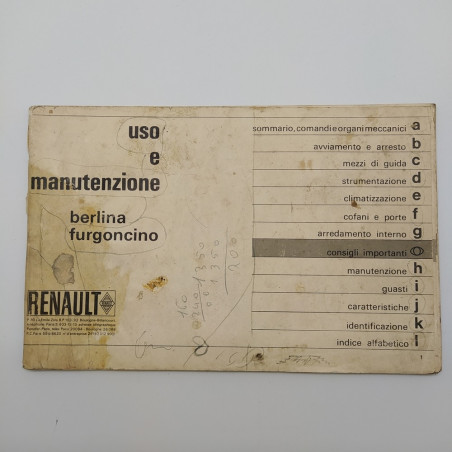 uso
e
manutenzione
berlina
furgoncino
RENAULT
sommario, comandi e organi meccanici a
avviamento e arresto b
mezzi di guida c
strumentazione d
climatizzazione e
cofani e porte f
arredamento interno g
consigli importanti
manutenzione h
guasti i
caratteristiche j
identificazione k
indice alfabetico l